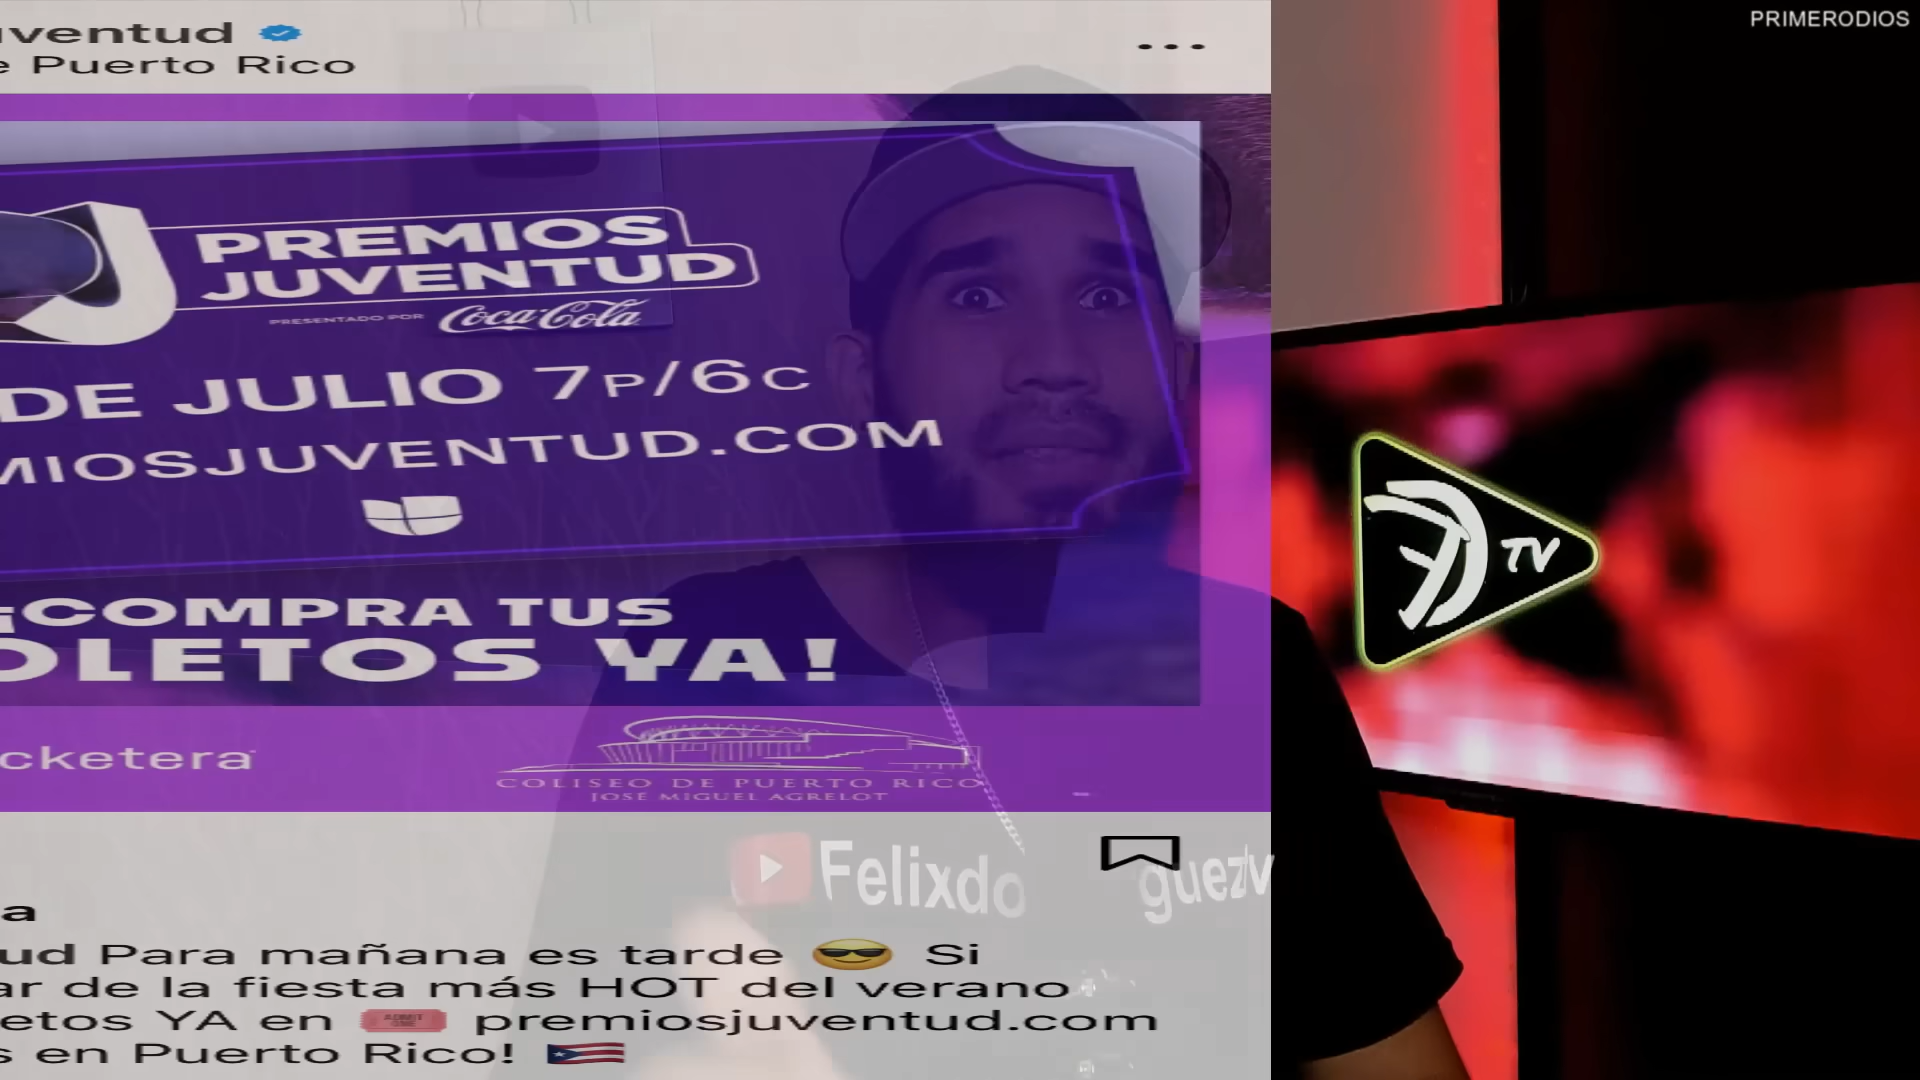 PRIMERODIOS
uventud
e Puerto Rico
PREMIOS
JUVENTUD
PRESENTADO POR Coca-Cola
DE JULIO 7P/6C
MIOSJUVENTUD.COM
¡COMPRA TUS
OLETOS YA!
TV
cketera
COLISEO DE PUERTO RICO
JOSE MIGUEL AGRELOT
Felixdo guezv
a
ud Para mañana es tarde 😎 Si
ar de la fiesta más HOT del verano
etos YA en 🎟️ premiosjuventud.com
s en Puerto Rico! 🇵🇷